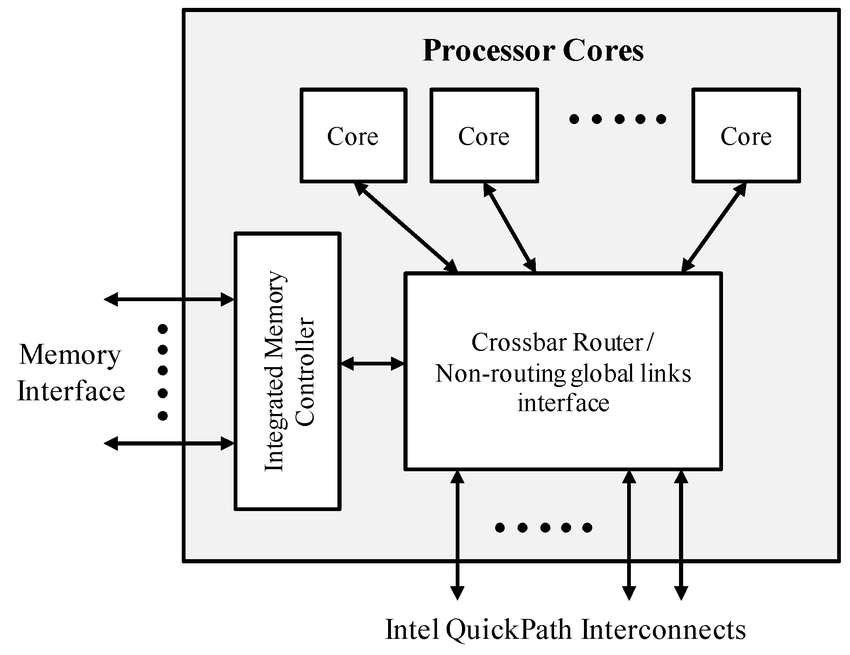 Processor Cores
Core
Core
Core
Integrated Memory
Controller
Memory
Interface
Crossbar Router /
Non-routing global links
interface
Intel QuickPath Interconnects